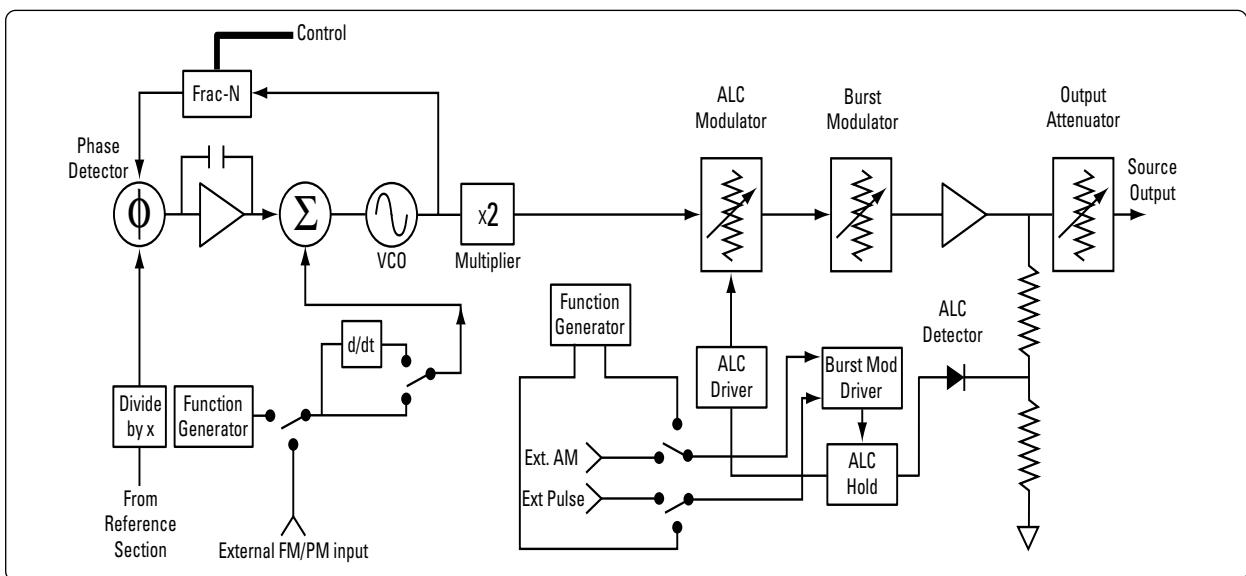 Control
Frac-N
Phase
Detector
ϕ
Σ
VCO
x2
Multiplier
ALC
Modulator
Burst
Modulator
Output
Attenuator
Source
Output
Function
Generator
ALC
Detector
d/dt
ALC
Driver
Burst Mod
Driver
Divide
by x
Function
Generator
Ext. AM
ALC
Hold
Ext Pulse
From
Reference
Section
External FM/PM input